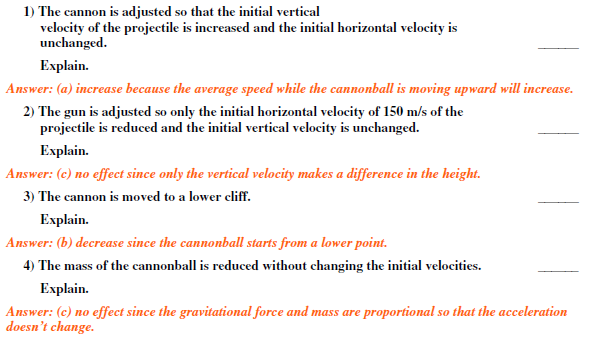 1) The cannon is adjusted so that the initial vertical
velocity of the projectile is increased and the initial horizontal velocity is
unchanged.
Explain.
Answer: (a) increase because the average speed while the cannonball is moving upward will increase.
2) The gun is adjusted so only the initial horizontal velocity of 150 m/s of the
projectile is reduced and the initial vertical velocity is unchanged.
Explain.
Answer: (c) no effect since only the vertical velocity makes a difference in the height.
3) The cannon is moved to a lower cliff.
Explain.
Answer: (b) decrease since the cannonball starts from a lower point.
4) The mass of the cannonball is reduced without changing the initial velocities.
Explain.
Answer: (c) no effect since the gravitational force and mass are proportional so that the acceleration
doesn't change.